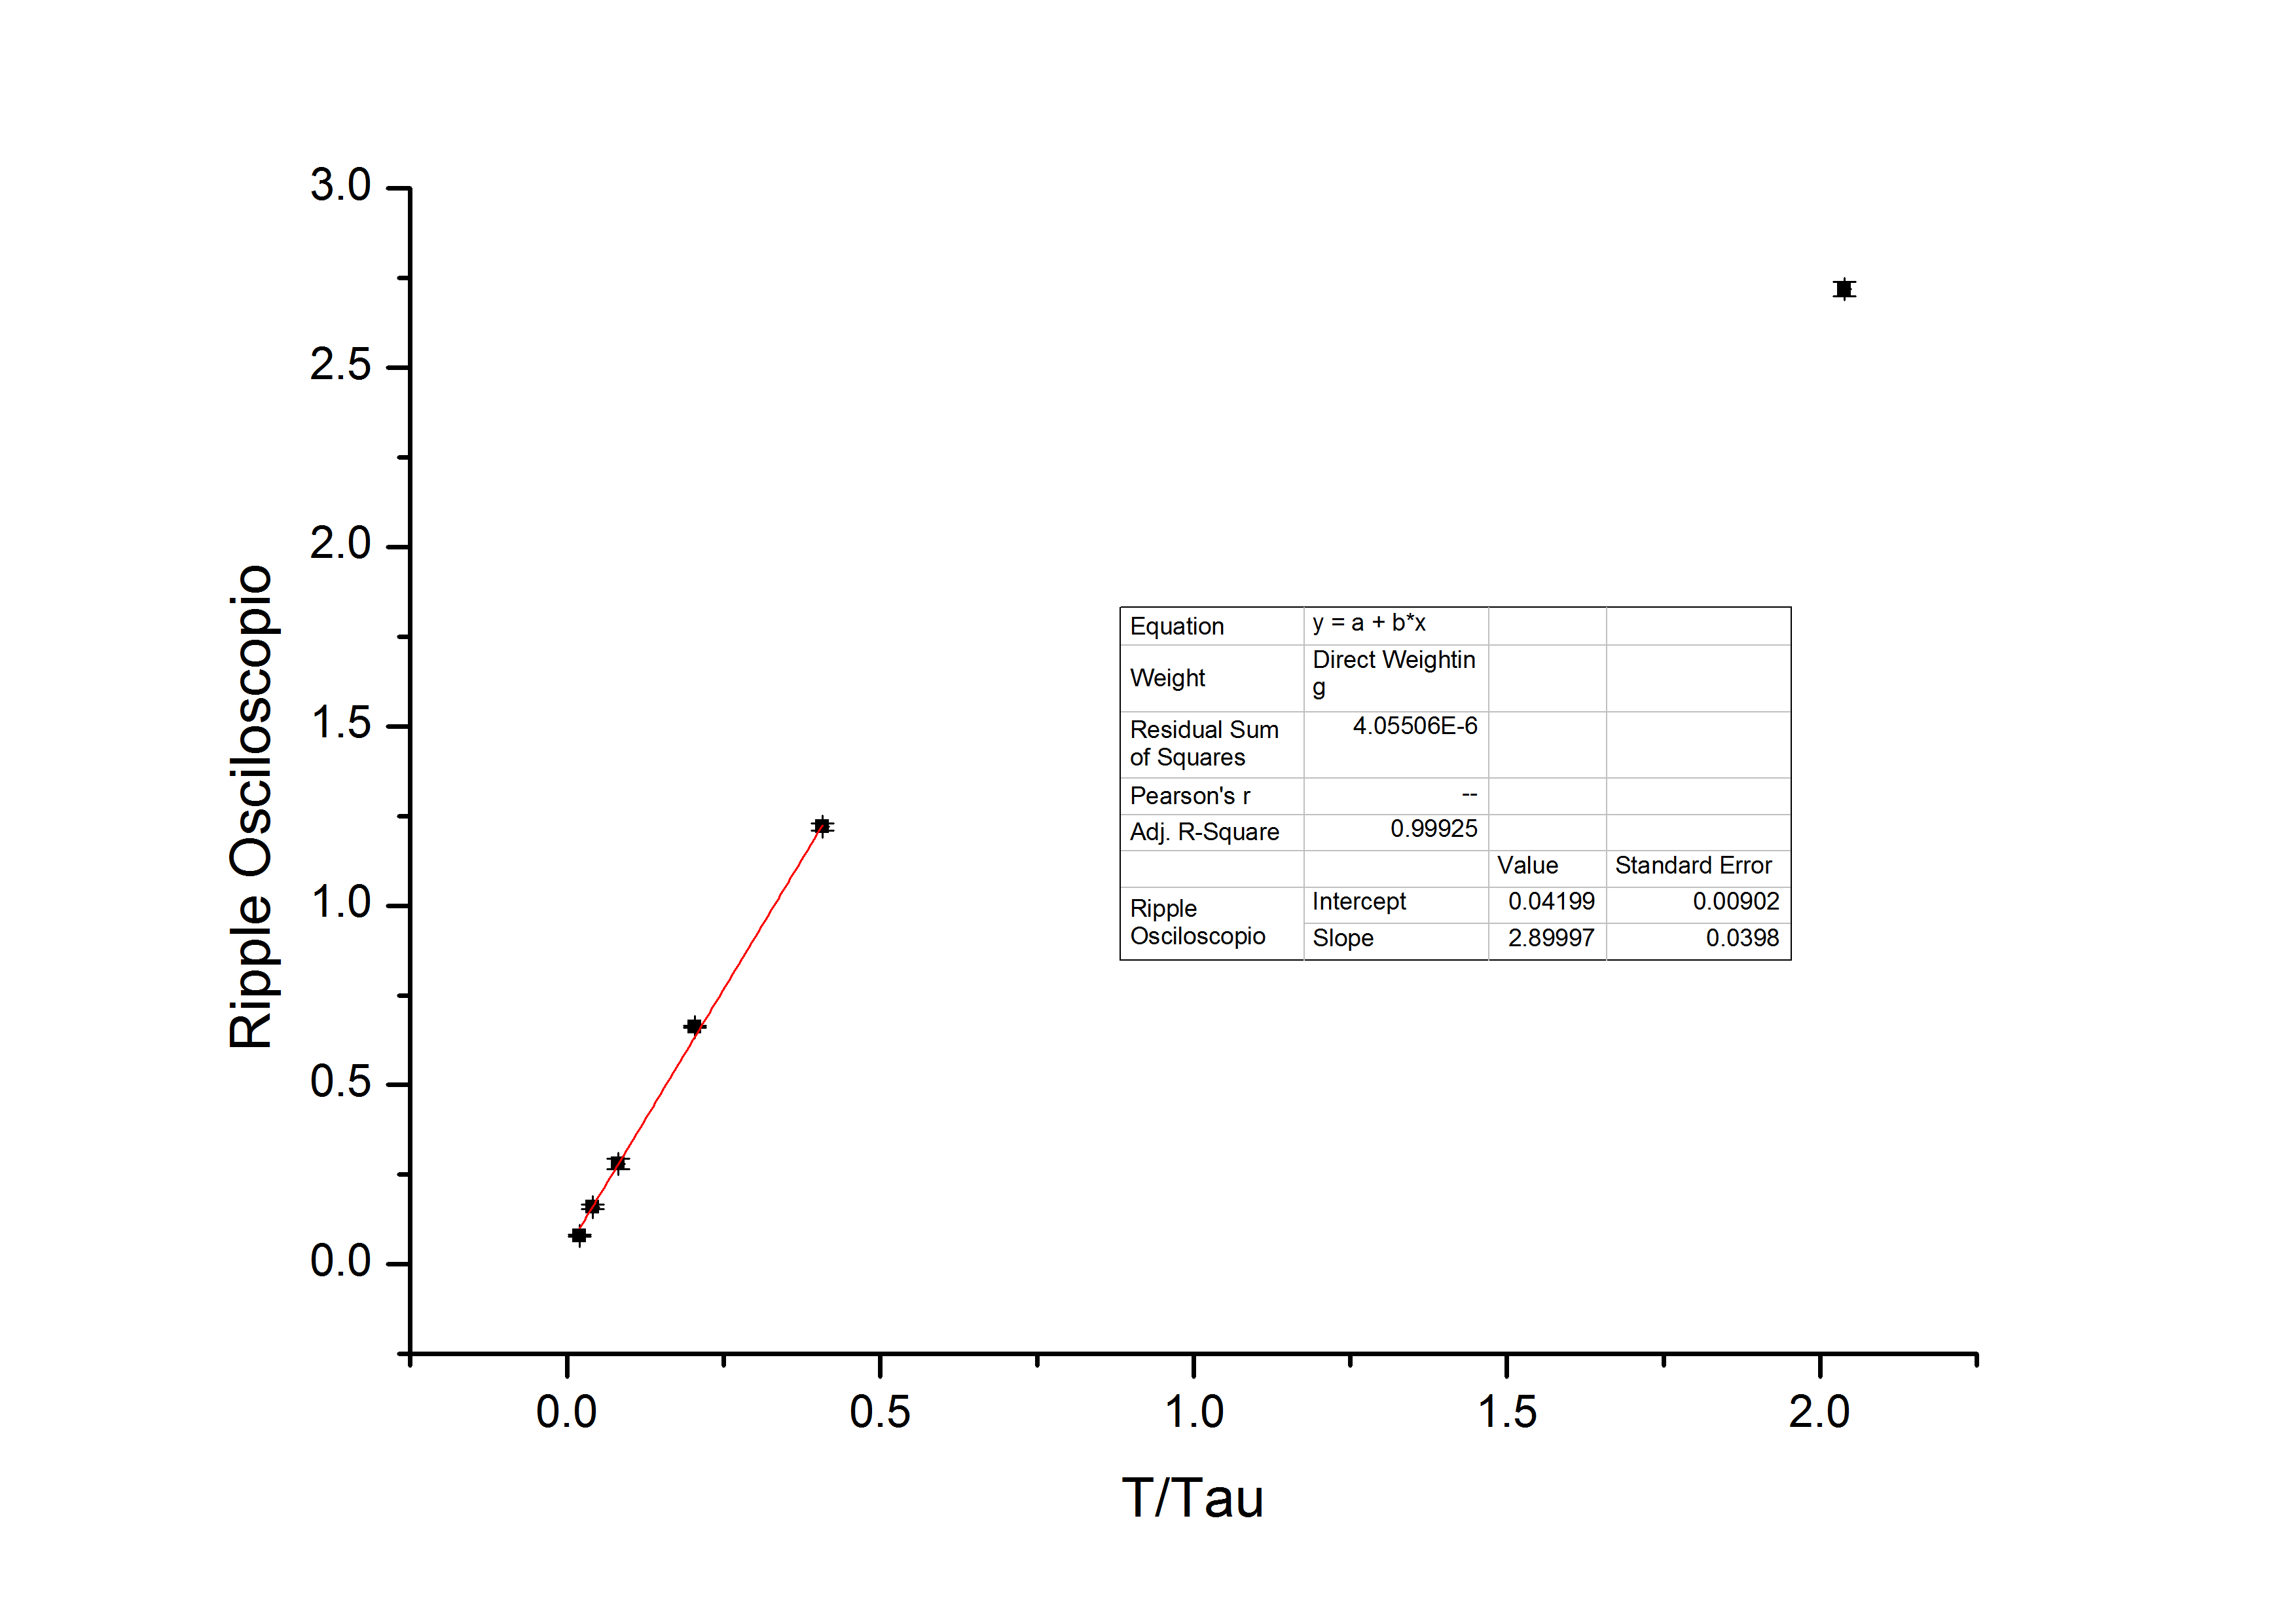 3.0
2.5
2.0
1.5
1.0
0.5
0.0
Ripple Osciloscopio
0.0 0.5 1.0 1.5 2.0
T/Tau
Equation y = a + b*x
Weight Direct Weightin
g
Residual Sum
of Squares 4.05506E-6
Pearson's r --
Adj. R-Square 0.99925
Value Standard Error
Ripple
Osciloscopio
Intercept 0.04199 0.00902
Slope 2.89997 0.0398